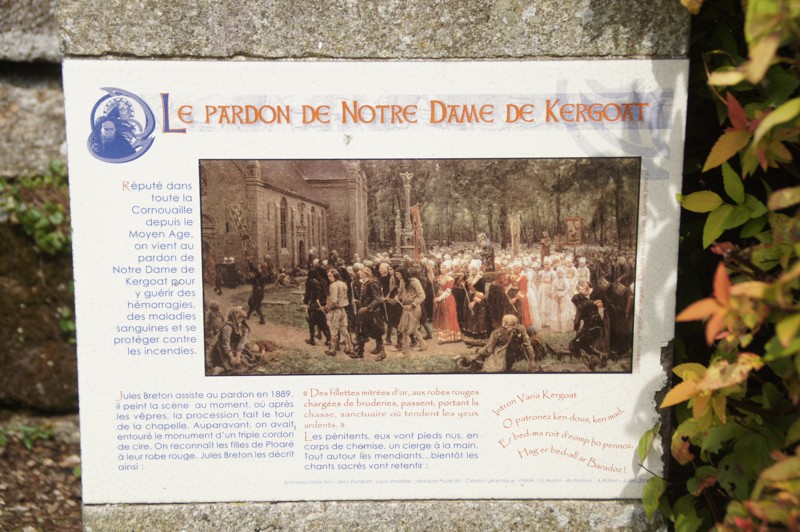 Le pardon de Notre Dame de Kergoat
Réputé dans
toute la
Cornouaille
depuis le
Moyen Age,
on vient au
pardon de
Notre Dame de
Kergoat pour
y guérir des
hémorragies,
des maladies
sanguines et se
protéger contre
les incendies.
Jules Breton assiste au pardon en 1889,
il peint la scène au moment, où après
les vêpres, la procession fait le tour
de la chapelle. Auparavant, on avait
entouré le monument d'un triple cordon
de cire. On reconnaît les filles de Ploaré
à leur robe rouge. Jules Breton les décrit
ainsi :
« Des fillettes mitrées d'or, aux robes rouges
chargées de broderies, passent, portant la
chasse, sanctuaire où tendent les yeux
ardents. »
Les pénitents, eux vont pieds nus, en
corps de chemise, un cierge à la main.
Tout autour les mendiants...bientôt les
chants sacrés vont retentir :
Intron Varia Kergoat
O patronez ken dous, ken mad,
Er bed-ma roit d'eomp ho pennoz,
Hag er bed-all ar Baradoz !